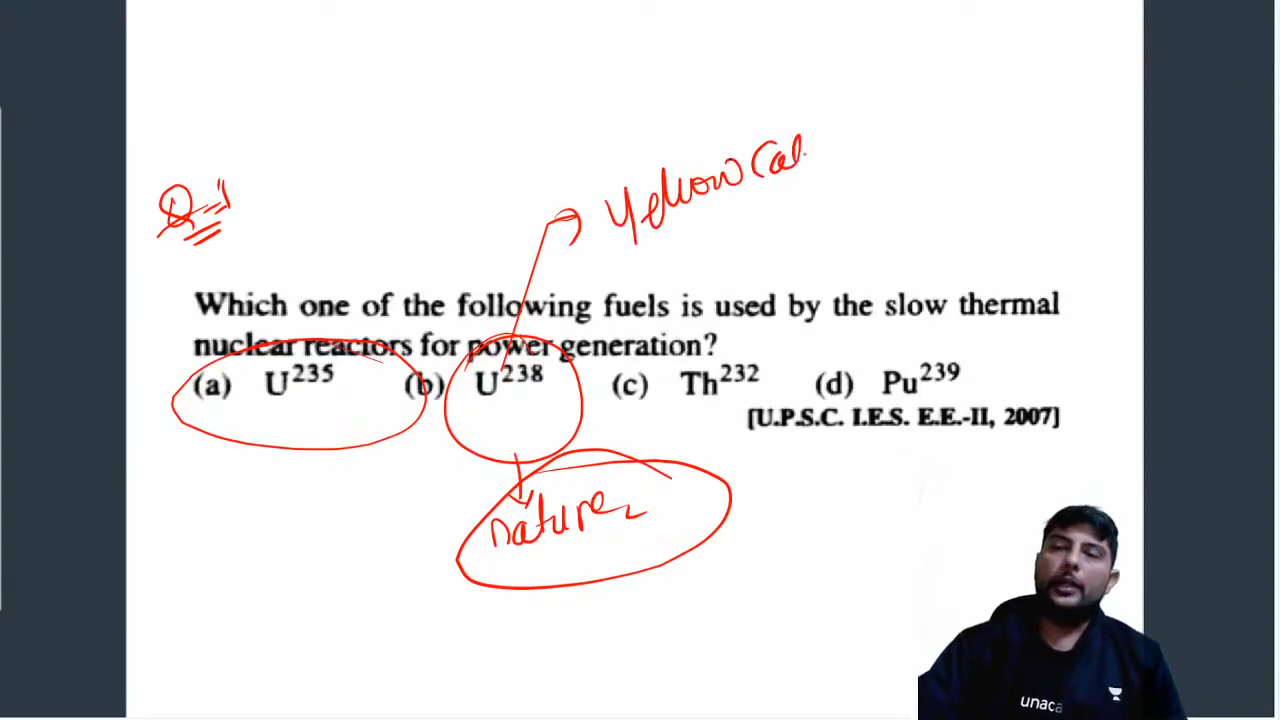 Q-1
Yellow Ca
Which one of the following fuels is used by the slow thermal
nuclear reactors for power generation?
(a) U²³⁵ (b) U²³⁸ (c) Th²³² (d) Pu²³⁹
[U.P.S.C. I.E.S. E.E.-II, 2007]
nature
unaca